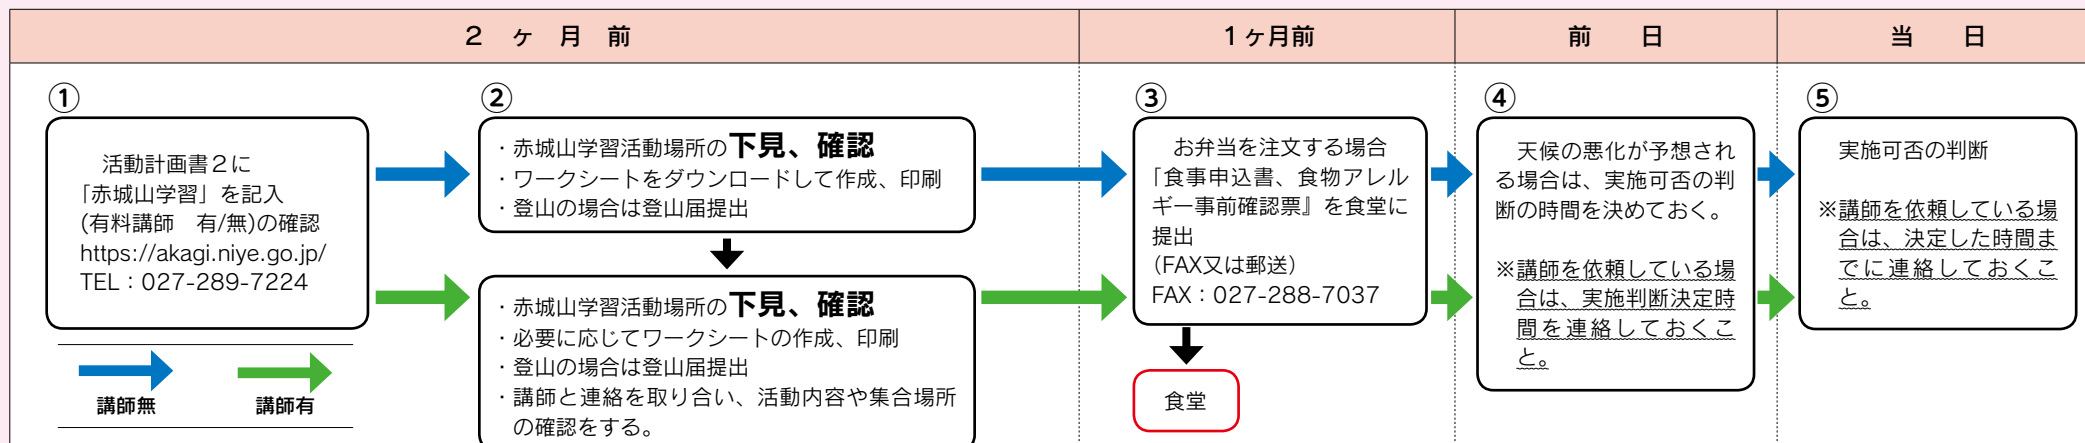 ２ヶ月前
１ヶ月前
前日
当日
①
活動計画書２に
「赤城山学習」を記入
(有料講師　有/無)の確認
https://akagi.niye.go.jp/
TEL：027-289-7224
講師無
講師有
②
・赤城山学習活動場所の下見、確認
・ワークシートをダウンロードして作成、印刷
・登山の場合は登山届提出
・赤城山学習活動場所の下見、確認
・必要に応じてワークシートの作成、印刷
・登山の場合は登山届提出
・講師と連絡を取り合い、活動内容や集合場所
の確認をする。
③
お弁当を注文する場合
「食事申込書、食物アレル
ギー事前確認票』を食堂に
提出
（FAX又は郵送）
FAX：027-288-7037
食堂
④
天候の悪化が予想され
る場合は、実施可否の判
断の時間を決めておく。
※講師を依頼している場
合は、実施判断決定時
間を連絡しておくこ
と。
⑤
実施可否の判断
※講師を依頼している場
合は、決定した時間ま
でに連絡しておくこ
と。